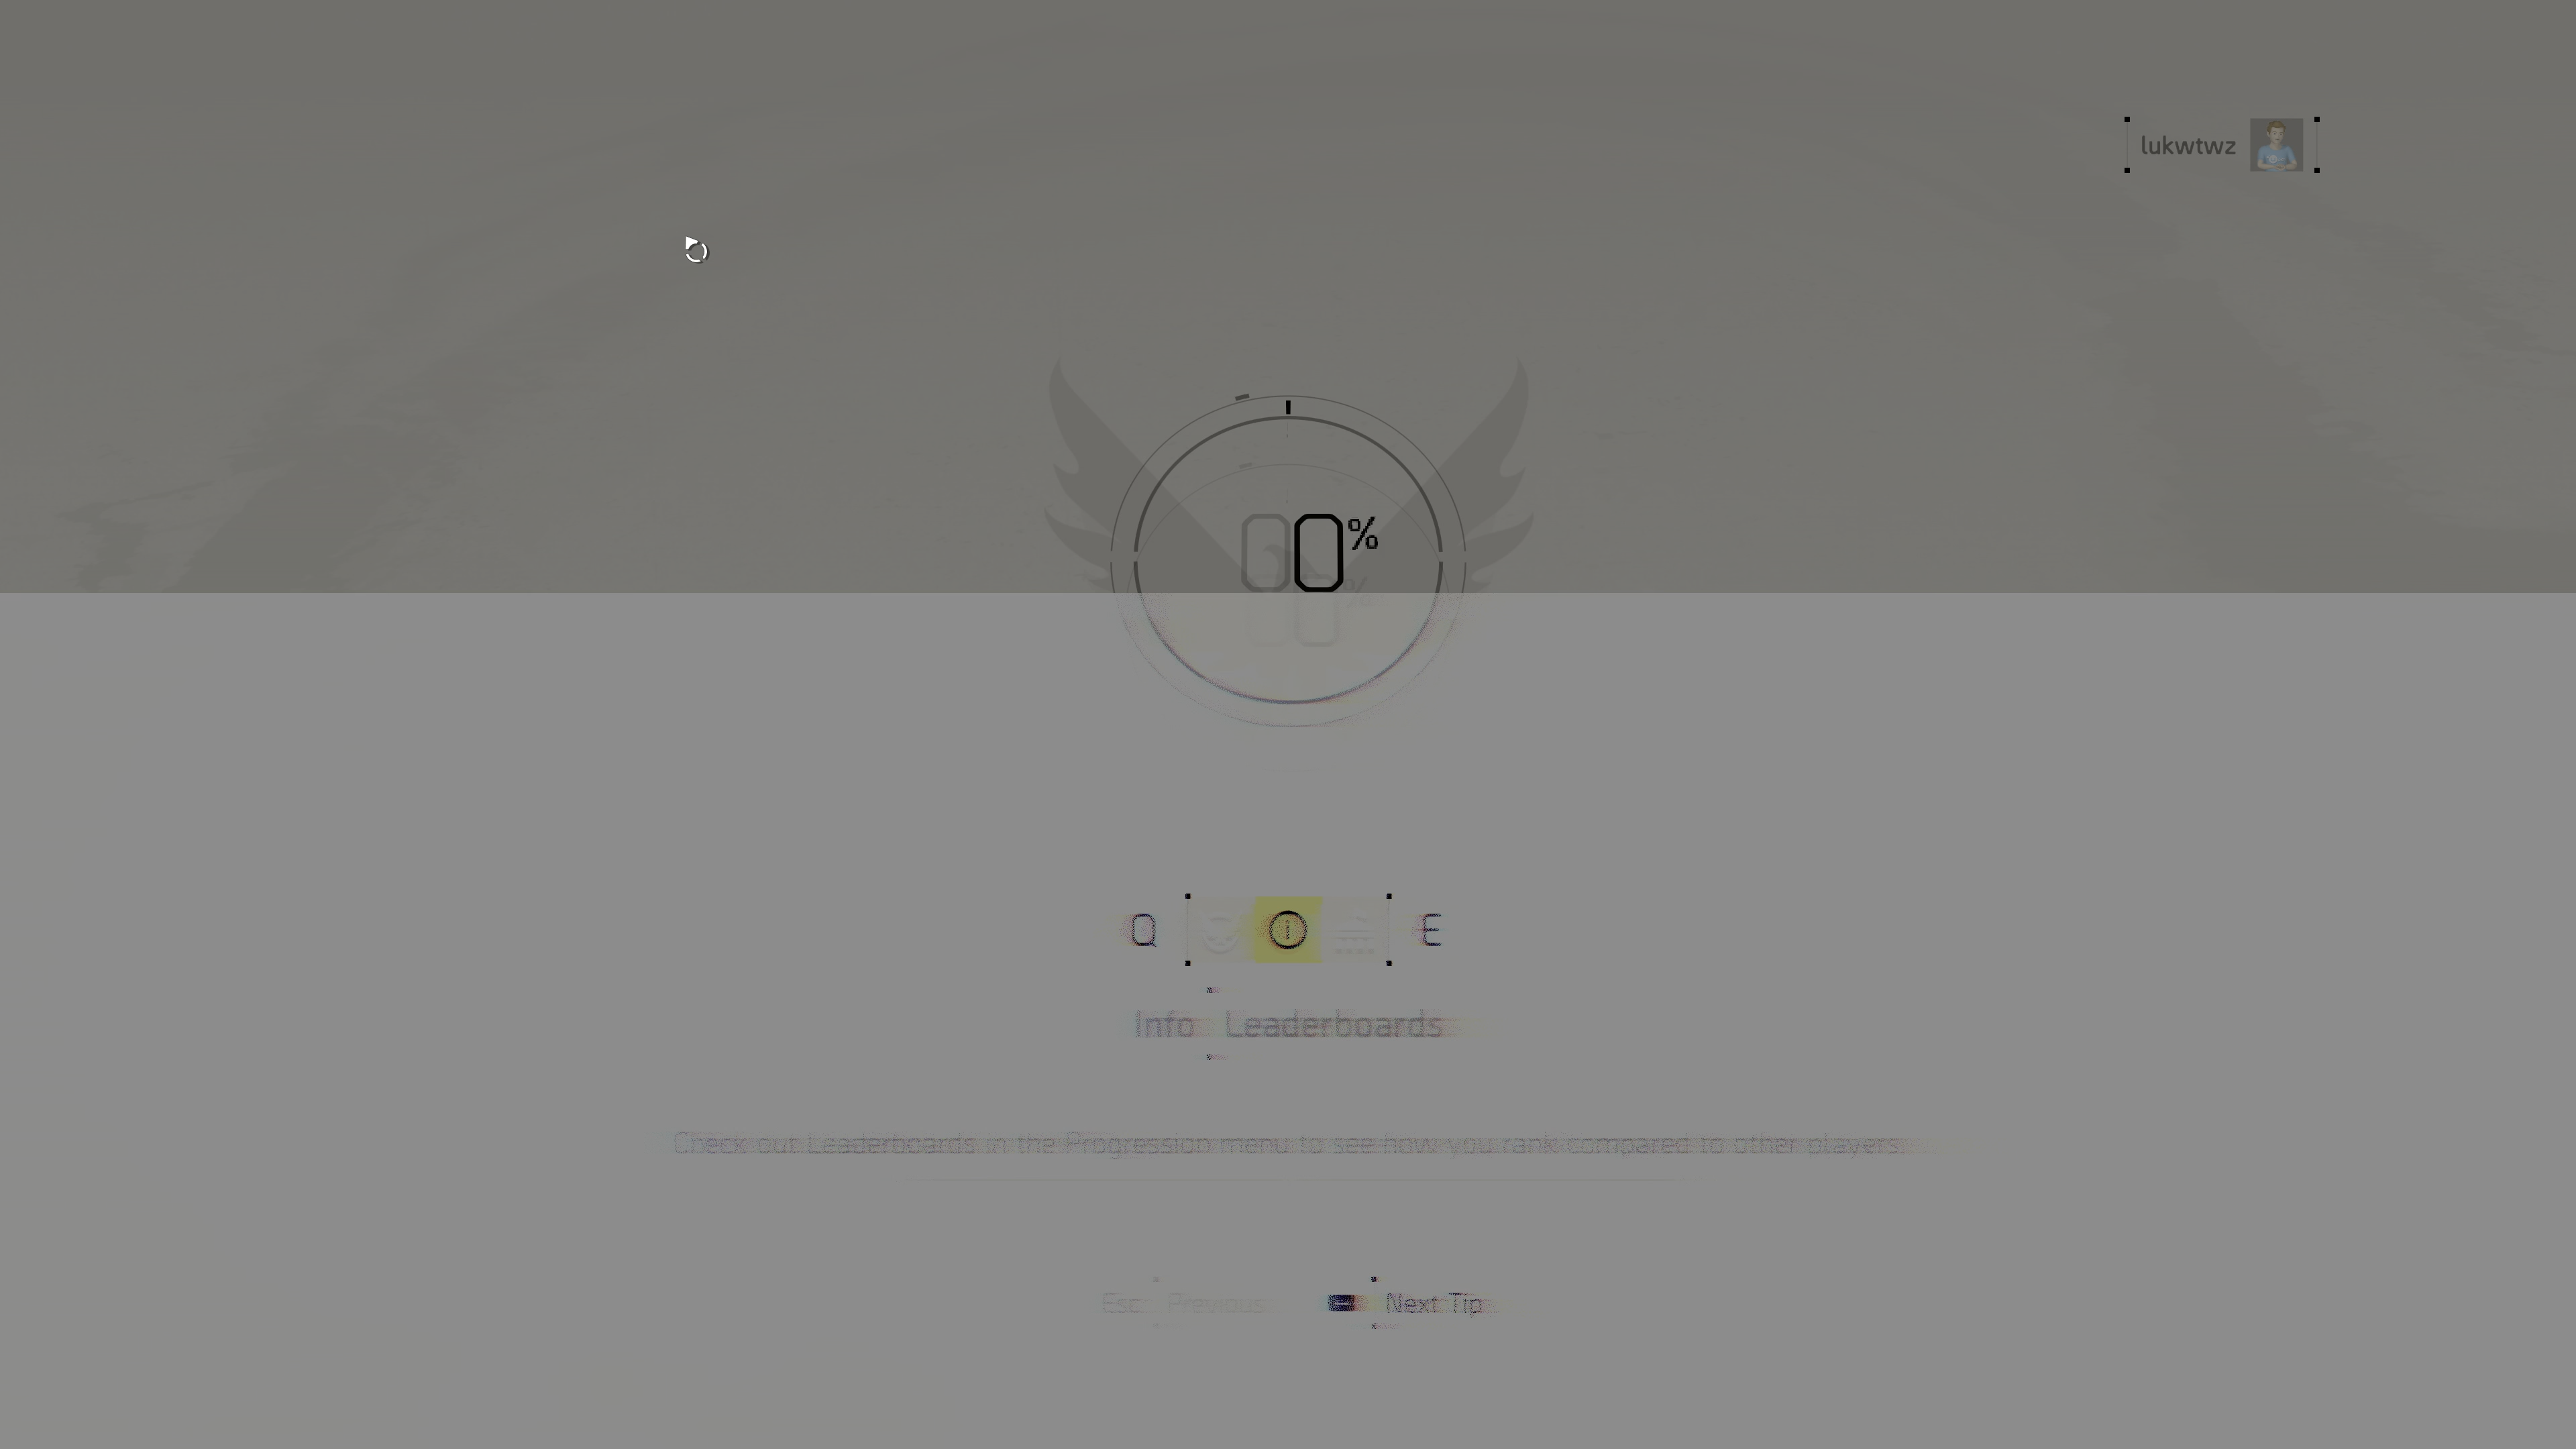 lukwtwz
00%
Q E
Info Leaderboards
Check out Leaderboards in the Progression menu to see how you rank compared to other players.
Esc Previous Next Tip